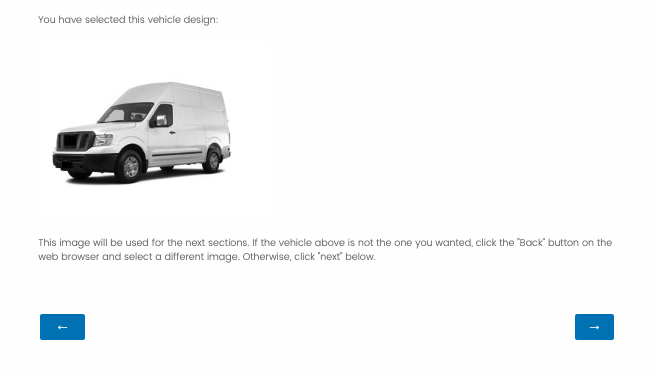 You have selected this vehicle design:
This image will be used for the next sections. If the vehicle above is not the one you wanted, click the "Back" button on the
web browser and select a different image. Otherwise, click "next" below.
← 
→